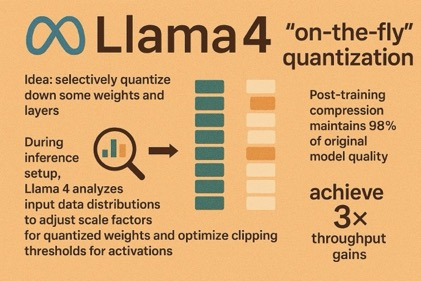 Llama 4
"on-the-fly"
quantization
Idea: selectively quantize
down some weights and
layers
During
inference
setup,
Llama 4 analyzes
input data distributions
to adjust scale factors
for quantized weights and optimize clipping
thresholds for activations
Post-training
compression
maintains 98%
of original
model quality
achieve
3×
throughput
gains